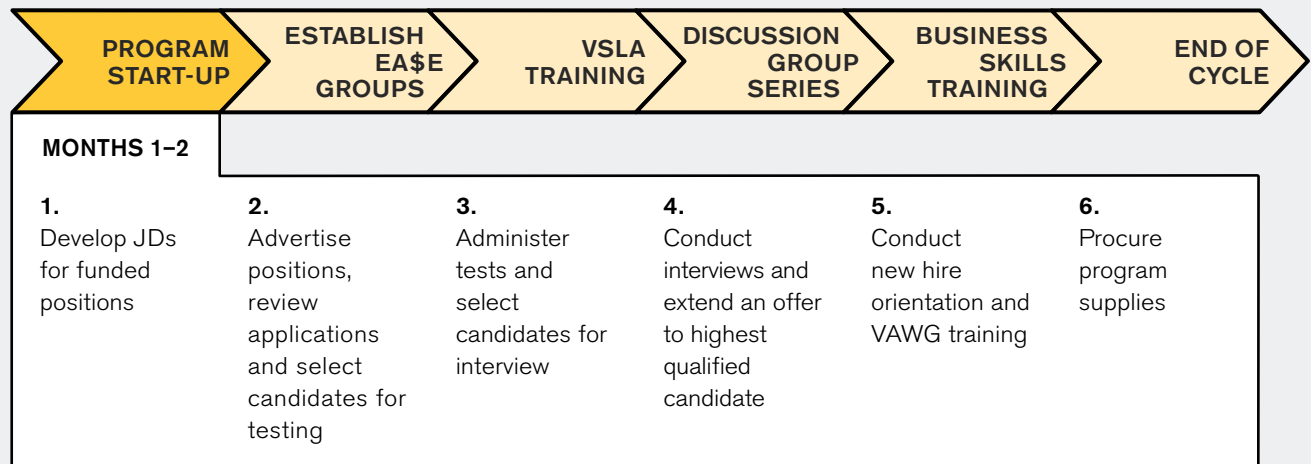 PROGRAM
START-UP
ESTABLISH
EA$E
GROUPS
VSLA
TRAINING
DISCUSSION
GROUP
SERIES
BUSINESS
SKILLS
TRAINING
END OF
CYCLE
MONTHS 1–2
1.
Develop JDs
for funded
positions
2.
Advertise
positions,
review
applications
and select
candidates for
testing
3.
Administer
tests and
select
candidates for
interview
4.
Conduct
interviews and
extend an offer
to highest
qualified
candidate
5.
Conduct
new hire
orientation and
VAWG training
6.
Procure
program
supplies